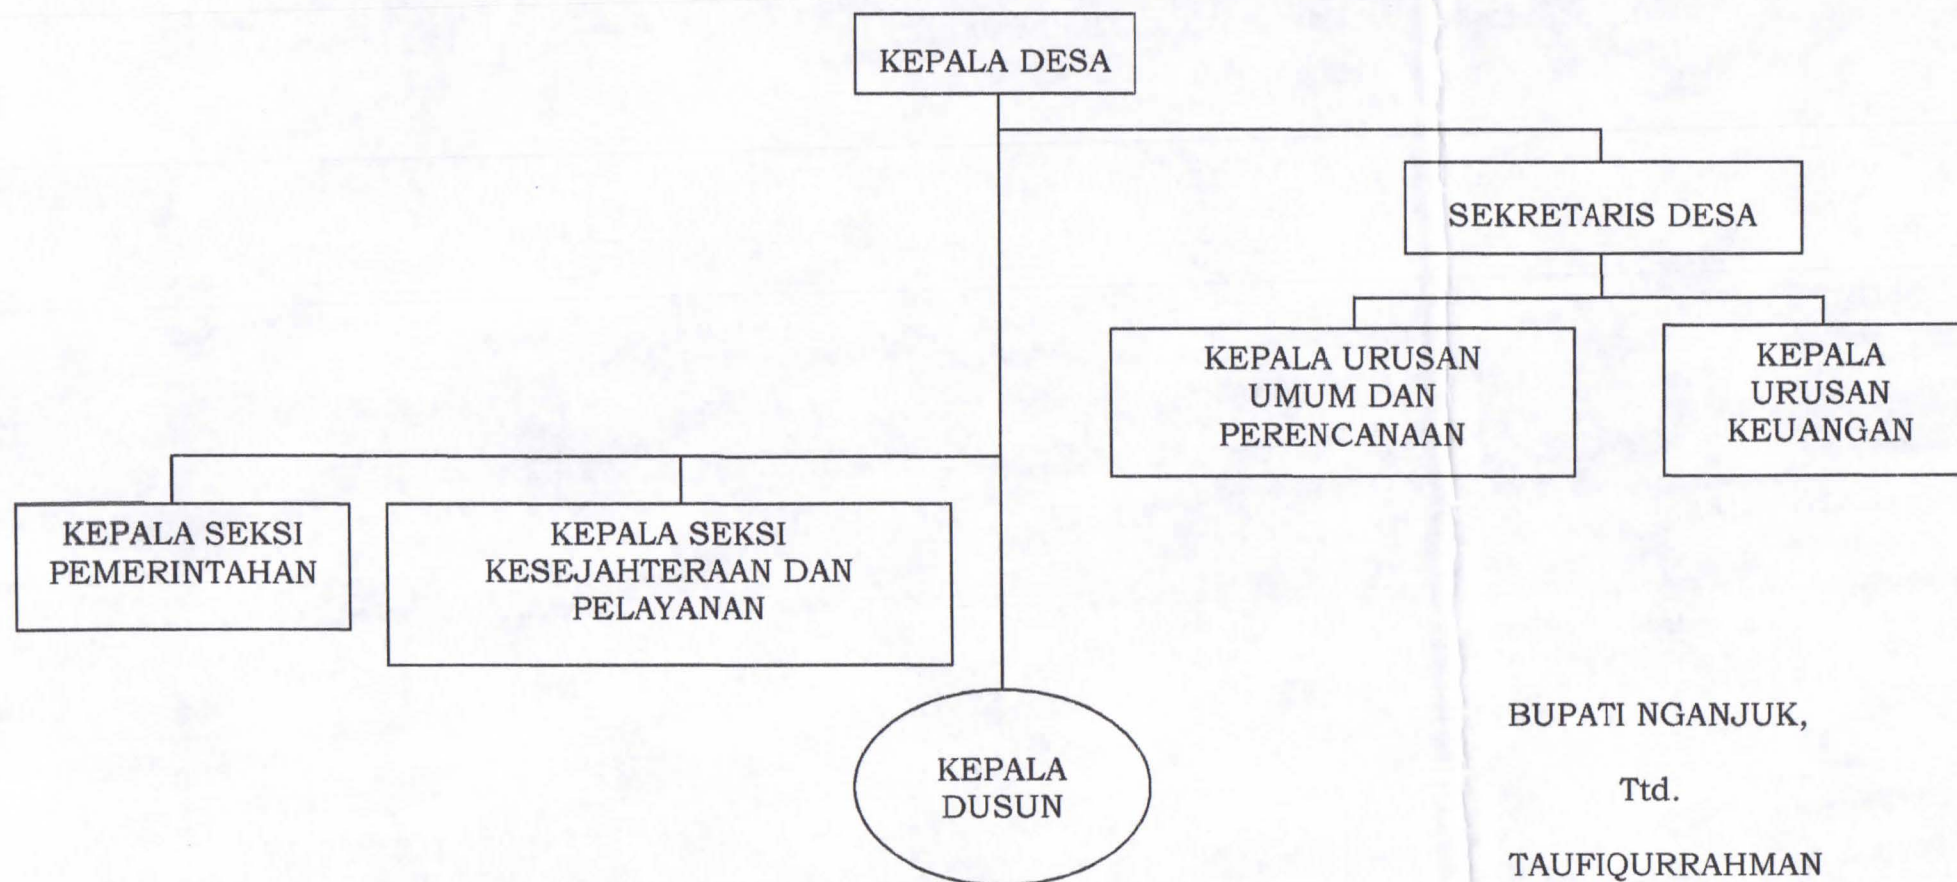 KEPALA DESA
SEKRETARIS DESA
KEPALA URUSAN
UMUM DAN
PERENCANAAN
KEPALA
URUSAN
KEUANGAN
KEPALA SEKSI
PEMERINTAHAN
KEPALA SEKSI
KESEJAHTERAAN DAN
PELAYANAN
KEPALA
DUSUN
BUPATI NGANJUK,
Ttd.
TAUFIQURRAHMAN